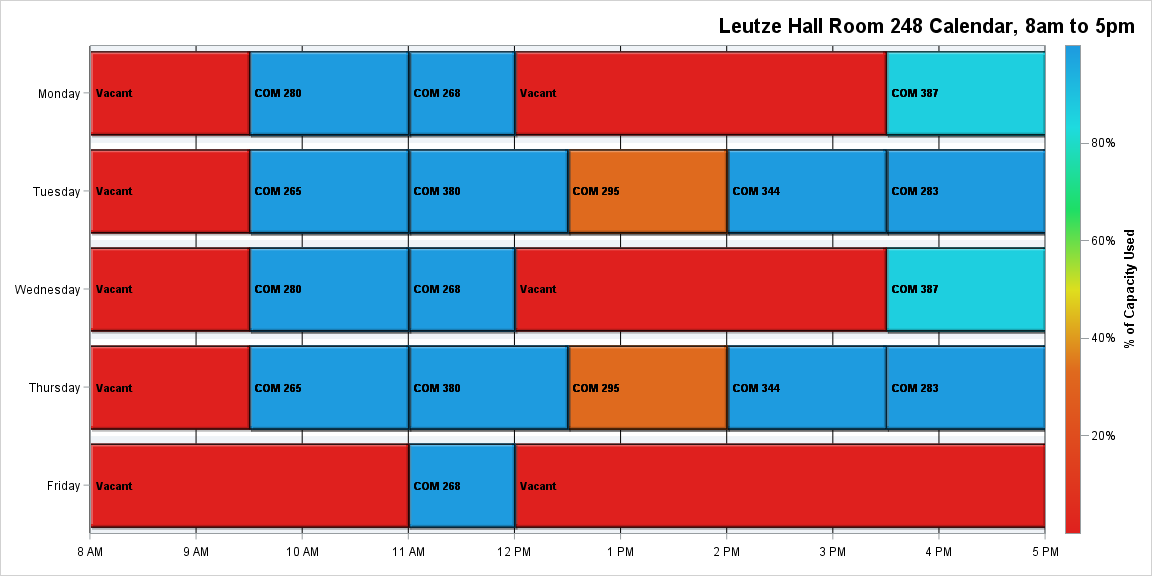 Leutze Hall Room 248 Calendar, 8am to 5pm
Monday
Vacant
COM 280
COM 268
Vacant
COM 387
Tuesday
Vacant
COM 265
COM 380
COM 295
COM 344
COM 283
Wednesday
Vacant
COM 280
COM 268
Vacant
COM 387
Thursday
Vacant
COM 265
COM 380
COM 295
COM 344
COM 283
Friday
Vacant
COM 268
Vacant
8 AM
9 AM
10 AM
11 AM
12 PM
1 PM
2 PM
3 PM
4 PM
5 PM
80%
60%
40%
20%
% of Capacity Used